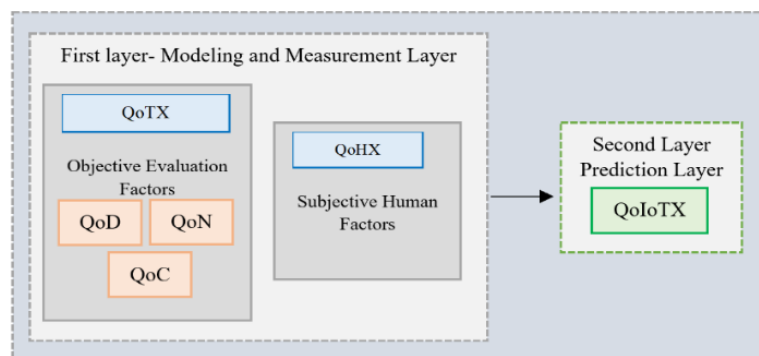 First layer- Modeling and Measurement Layer
QoTX
Objective Evaluation
Factors
QoD
QoN
QoC
QoHX
Subjective Human
Factors
Second Layer
Prediction Layer
QoIoTX